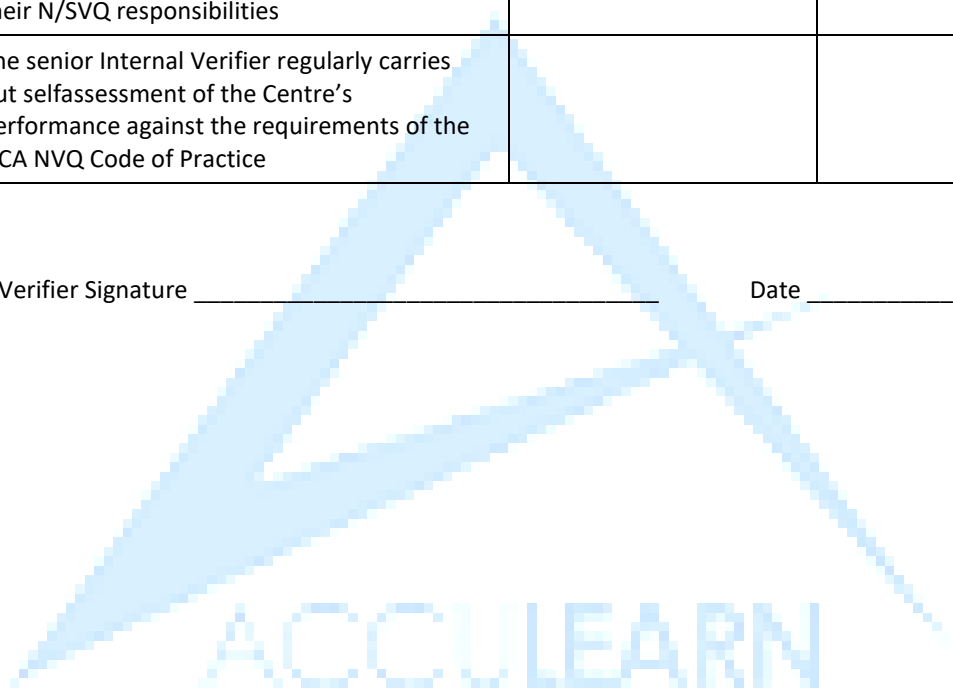 heir N/SVQ responsibilities
he senior Internal Verifier regularly carries
ut selfassessment of the Centre's
erformance against the requirements of the
CA NVQ Code of Practice
Verifier Signature ___________________________________ Date ___________
ACCULEARN